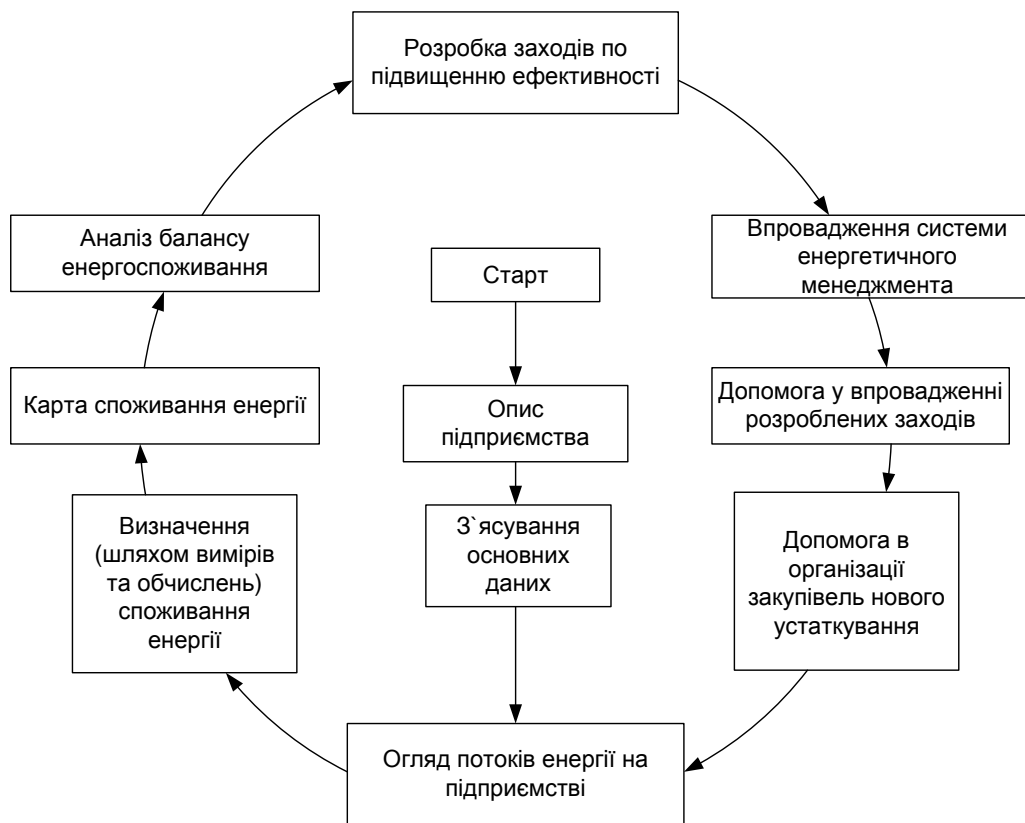 Розробка заходів по
підвищенню ефективності
Аналіз балансу
енергоспоживання
Старт
Впровадження системи
енергетичного
менеджмента
Карта споживання енергії
Опис
підприємства
Допомога у впровадженні
розроблених заходів
Визначення
(шляхом вимірів
та обчислень)
споживання
енергії
З`ясування
основних
даних
Допомога в
організації
закупівель нового
устаткування
Огляд потоків енергії на
підприємстві